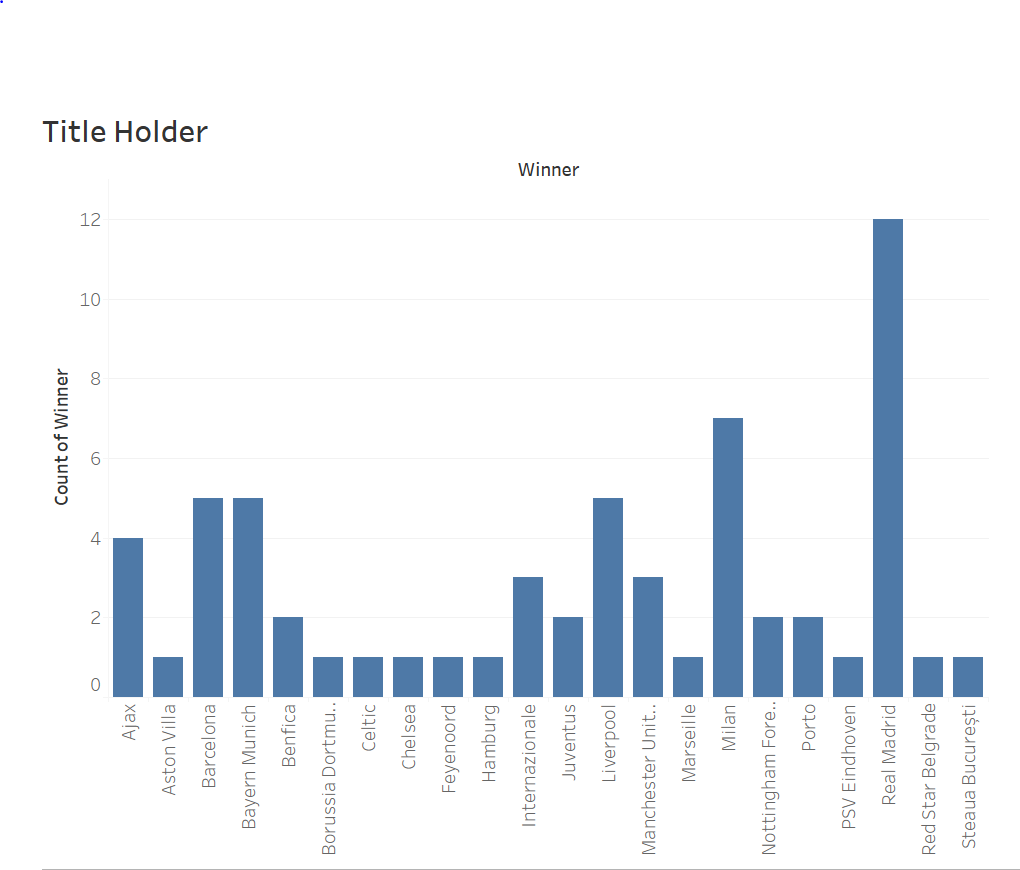 Title Holder
Winner
Count of Winner
12
10
8
6
4
2
0
Ajax
Aston Villa
Barcelona
Bayern Munich
Benfica
Borussia Dortmu..
Celtic
Chelsea
Feyenoord
Hamburg
Internazionale
Juventus
Liverpool
Manchester Unit..
Marseille
Milan
Nottingham Fore..
Porto
PSV Eindhoven
Real Madrid
Red Star Belgrade
Steaua București